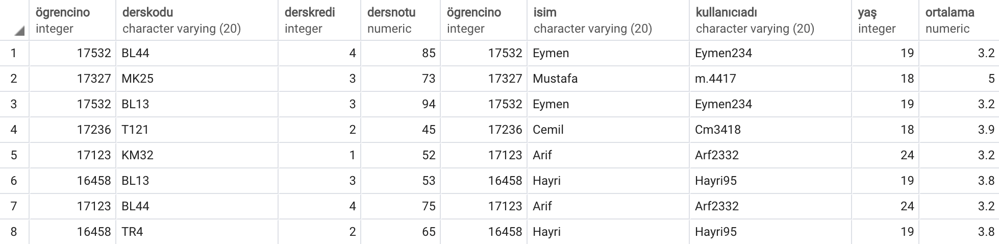 ögrencino derskodu derskredi dersnotu ögrencino isim kullanıcıadı yaş ortalama
integer character varying (20) integer numeric integer character varying (20) character varying (20) integer numeric
1 17532 BL44 4 85 17532 Eymen Eymen234 19 3.2
2 17327 MK25 3 73 17327 Mustafa m.4417 18 5
3 17532 BL13 3 94 17532 Eymen Eymen234 19 3.2
4 17236 T121 2 45 17236 Cemil Cm3418 18 3.9
5 17123 KM32 1 52 17123 Arif Arf2332 24 3.2
6 16458 BL13 3 53 16458 Hayri Hayri95 19 3.8
7 17123 BL44 4 75 17123 Arif Arf2332 24 3.2
8 16458 TR4 2 65 16458 Hayri Hayri95 19 3.8